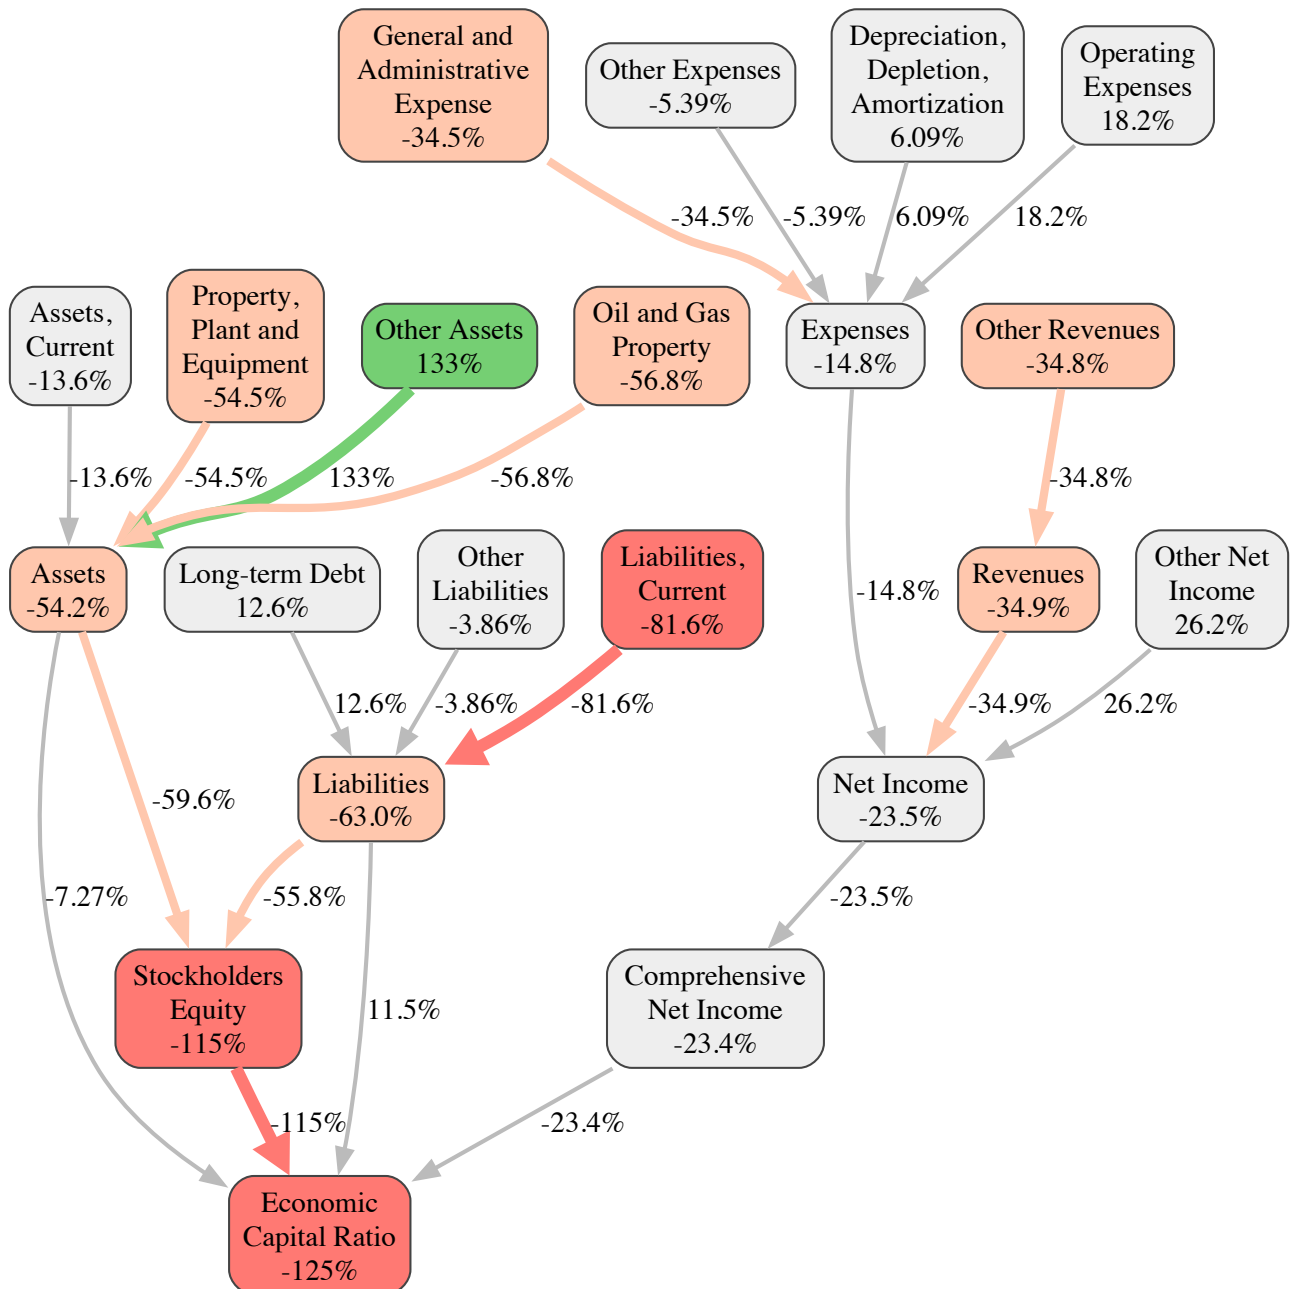 General and
Administrative
Expense
-34.5%
Other Expenses
-5.39%
Depreciation,
Depletion,
Amortization
6.09%
Operating
Expenses
18.2%
-34.5%
-5.39%
6.09%
18.2%
Assets,
Current
-13.6%
Property,
Plant and
Equipment
-54.5%
Other Assets
133%
Oil and Gas
Property
-56.8%
Expenses
-14.8%
Other Revenues
-34.8%
-13.6%
-54.5%
133%
-56.8%
-34.8%
Assets
-54.2%
Long-term Debt
12.6%
Other
Liabilities
-3.86%
Liabilities,
Current
-81.6%
-14.8%
Revenues
-34.9%
Other Net
Income
26.2%
12.6%
-3.86%
-81.6%
-34.9%
26.2%
-59.6%
Liabilities
-63.0%
Net Income
-23.5%
-7.27%
-55.8%
-23.5%
Stockholders
Equity
-115%
11.5%
Comprehensive
Net Income
-23.4%
-115%
-23.4%
Economic
Capital Ratio
-125%